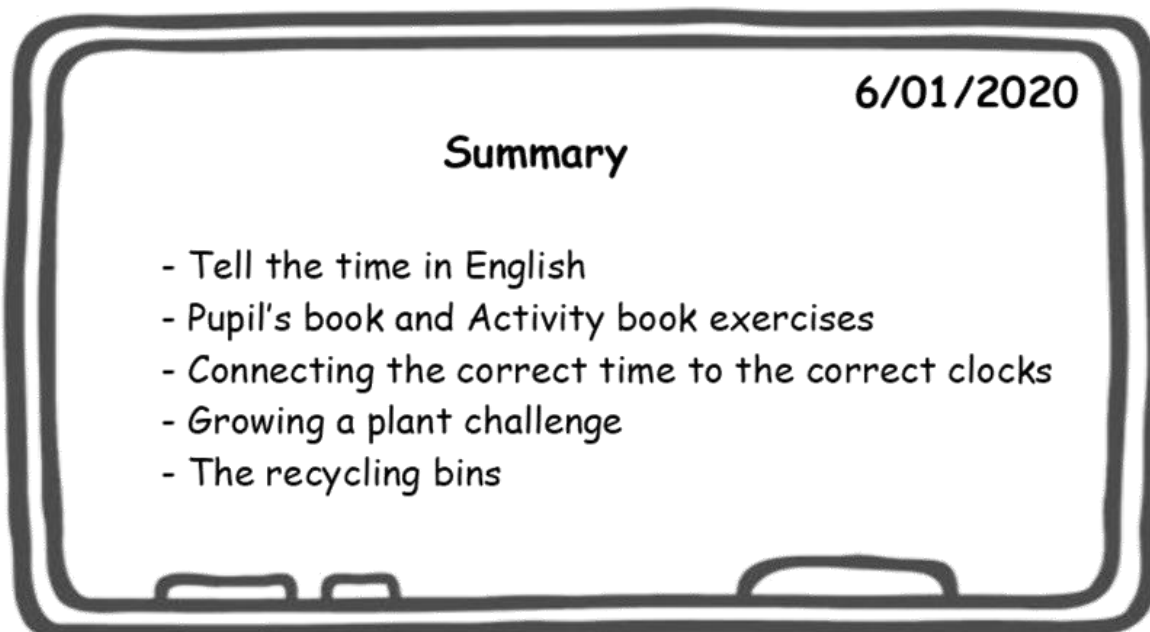 6/01/2020
Summary
- Tell the time in English
- Pupil's book and Activity book exercises
- Connecting the correct time to the correct clocks
- Growing a plant challenge
- The recycling bins